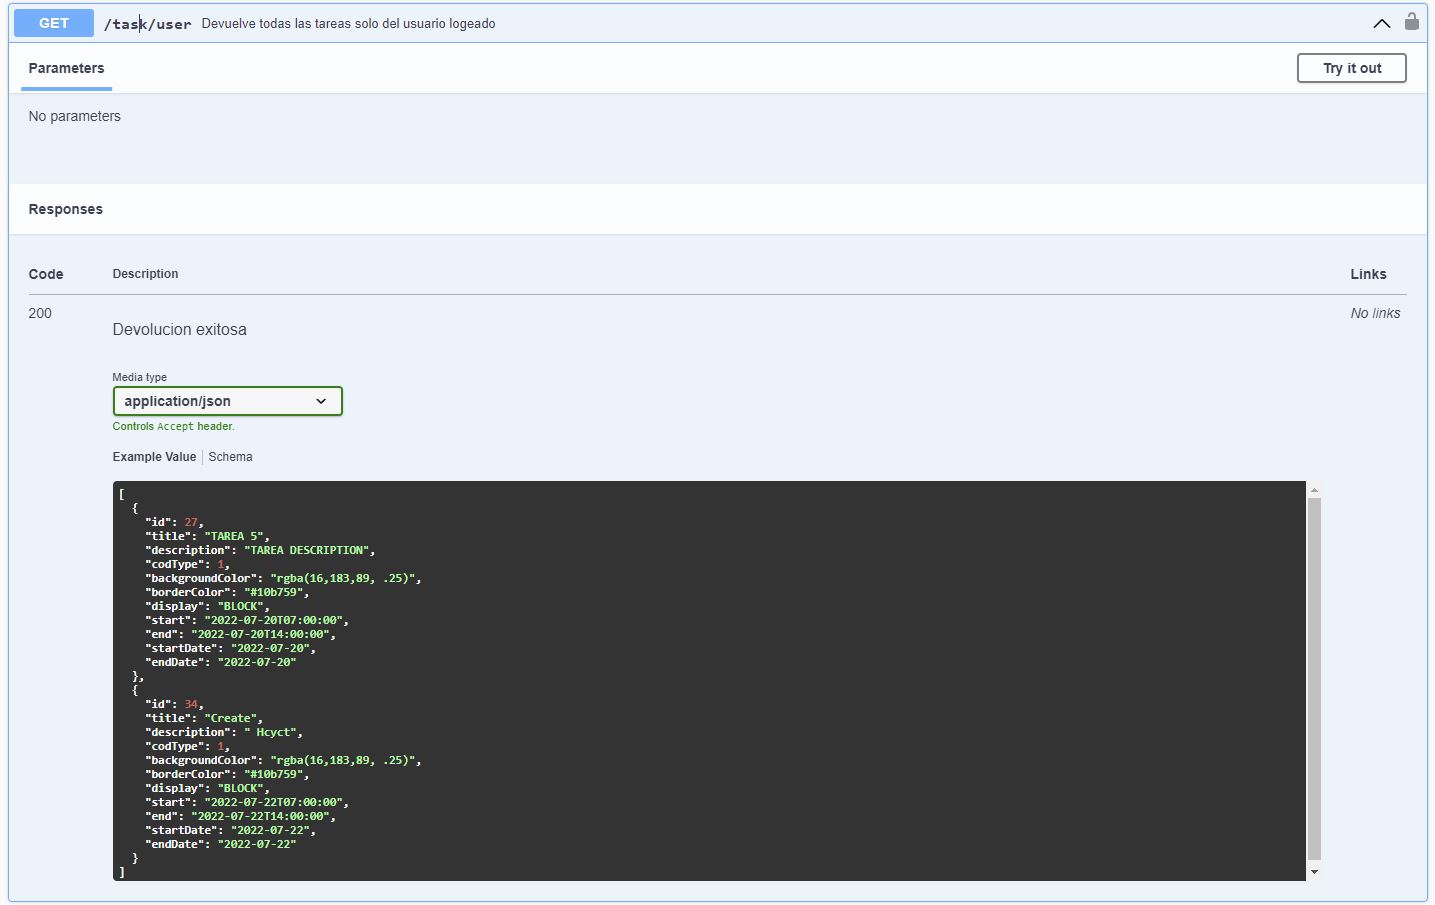 GET /task/user Devuelve todas las tareas solo del usuario logeado
Parameters
Try it out
No parameters
Responses
Code Description Links
200 No links
Devolucion exitosa
Media type
application/json
Controls Accept header.
Example Value Schema
[
  {
    "id": 27,
    "title": "TAREA 5",
    "description": "TAREA DESCRIPTION",
    "codType": 1,
    "backgroundColor": "rgba(16,183,89, .25)",
    "borderColor": "#10b759",
    "display": "BLOCK",
    "start": "2022-07-20T07:00:00",
    "end": "2022-07-20T14:00:00",
    "startDate": "2022-07-20",
    "endDate": "2022-07-20"
  },
  {
    "id": 34,
    "title": "Create",
    "description": " Hcyct",
    "codType": 1,
    "backgroundColor": "rgba(16,183,89, .25)",
    "borderColor": "#10b759",
    "display": "BLOCK",
    "start": "2022-07-22T07:00:00",
    "end": "2022-07-22T14:00:00",
    "startDate": "2022-07-22",
    "endDate": "2022-07-22"
  }
]